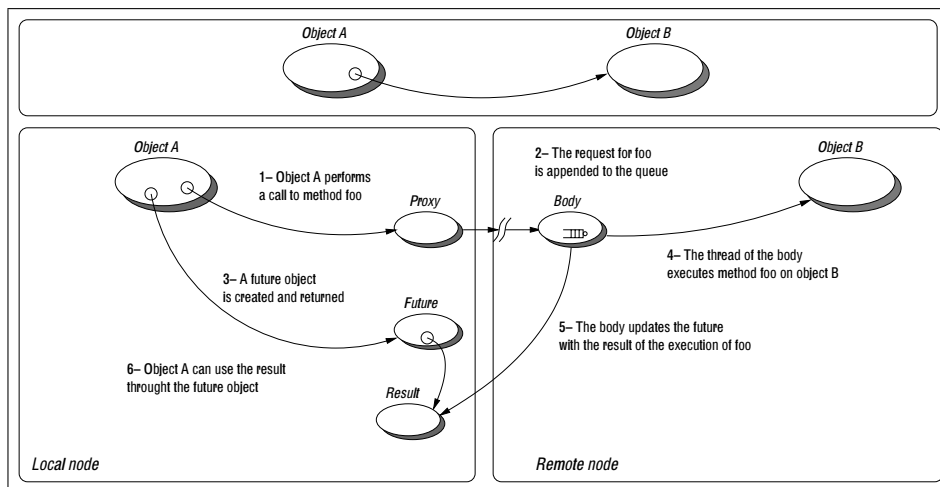 Object A
Object B
Object A
1– Object A performs
a call to method foo
Proxy
2– The request for foo
is appended to the queue
Body
Object B
4– The thread of the body
executes method foo on object B
3– A future object
is created and returned
Future
5– The body updates the future
with the result of the execution of foo
6– Object A can use the result
throught the future object
Result
Local node
Remote node